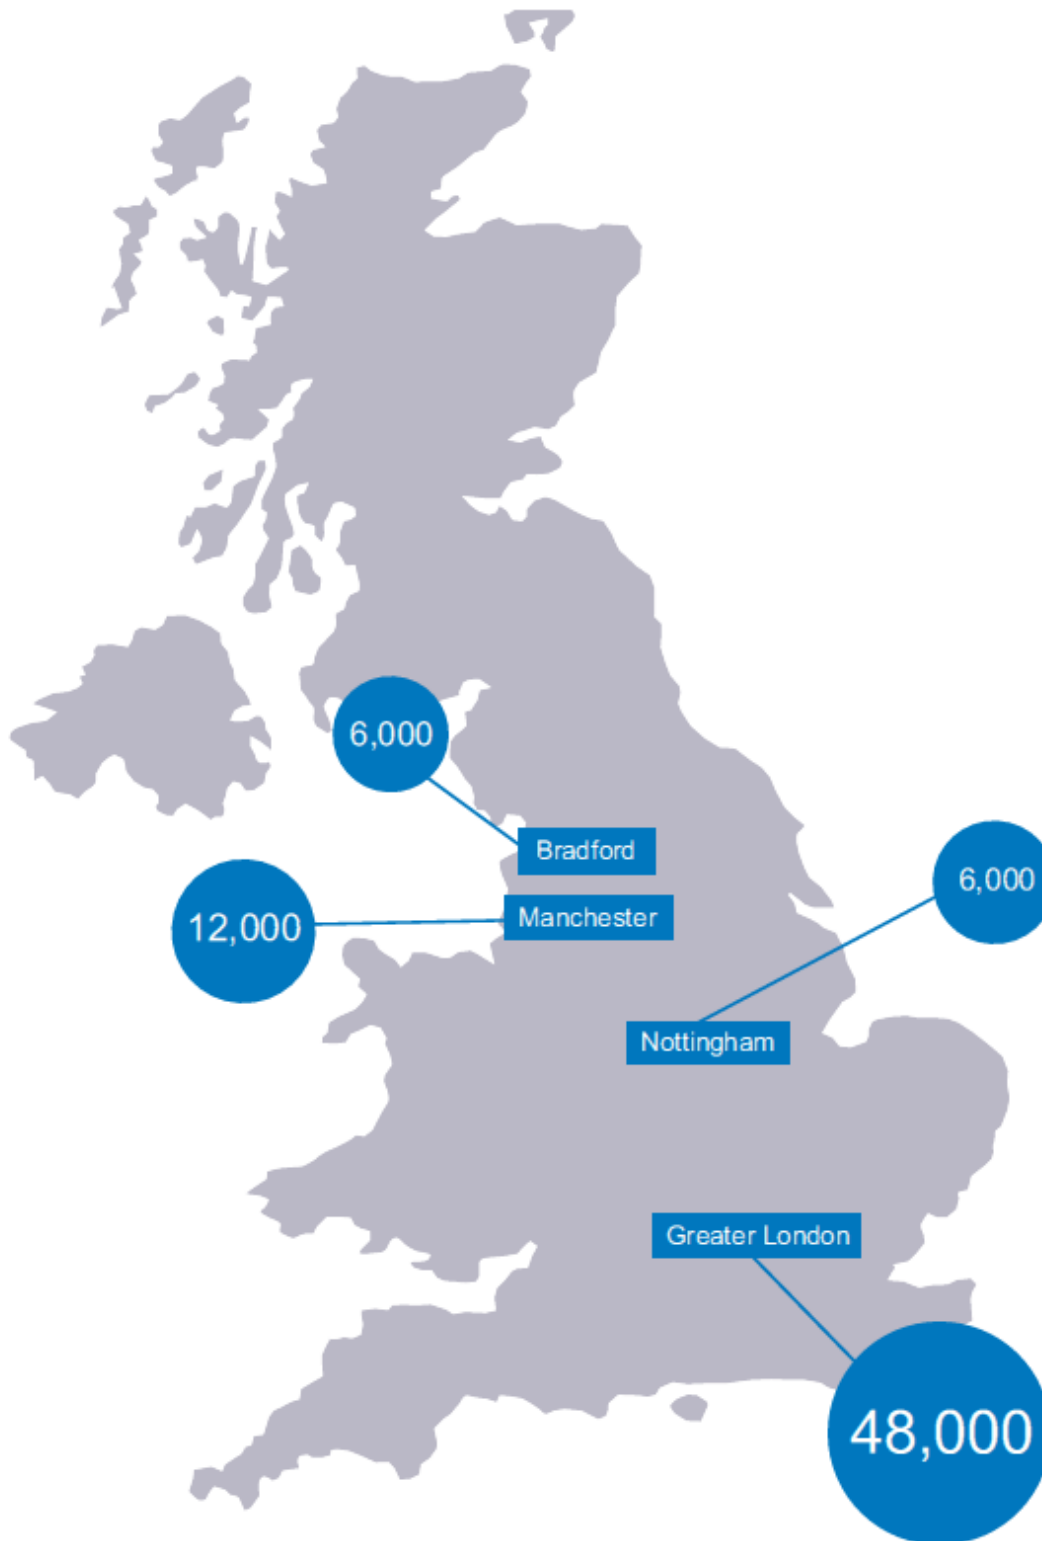 6,000
Bradford
6,000
12,000
Manchester
Nottingham
Greater London
48,000